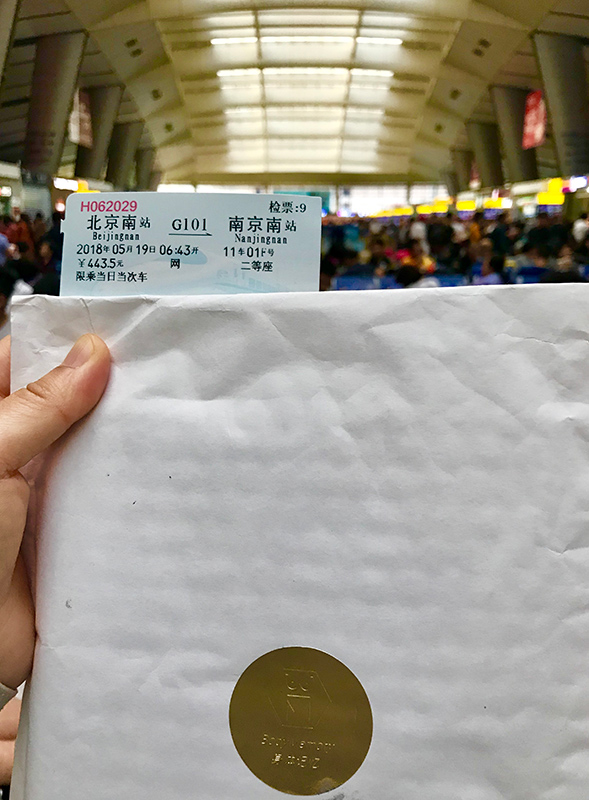 H062029 检票:9
北京南站 G101 南京南站
Beijingnan Nanjingnan
2018年05月19日06:43开 11车01F号
¥443.5元 网 二等座
限乘当日当次车